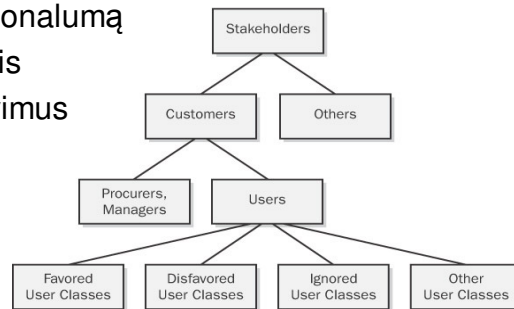 onalumą
is
imus
Stakeholders
Customers
Others
Procurers,
Managers
Users
Favored
User Classes
Disfavored
User Classes
Ignored
User Classes
Other
User Classes